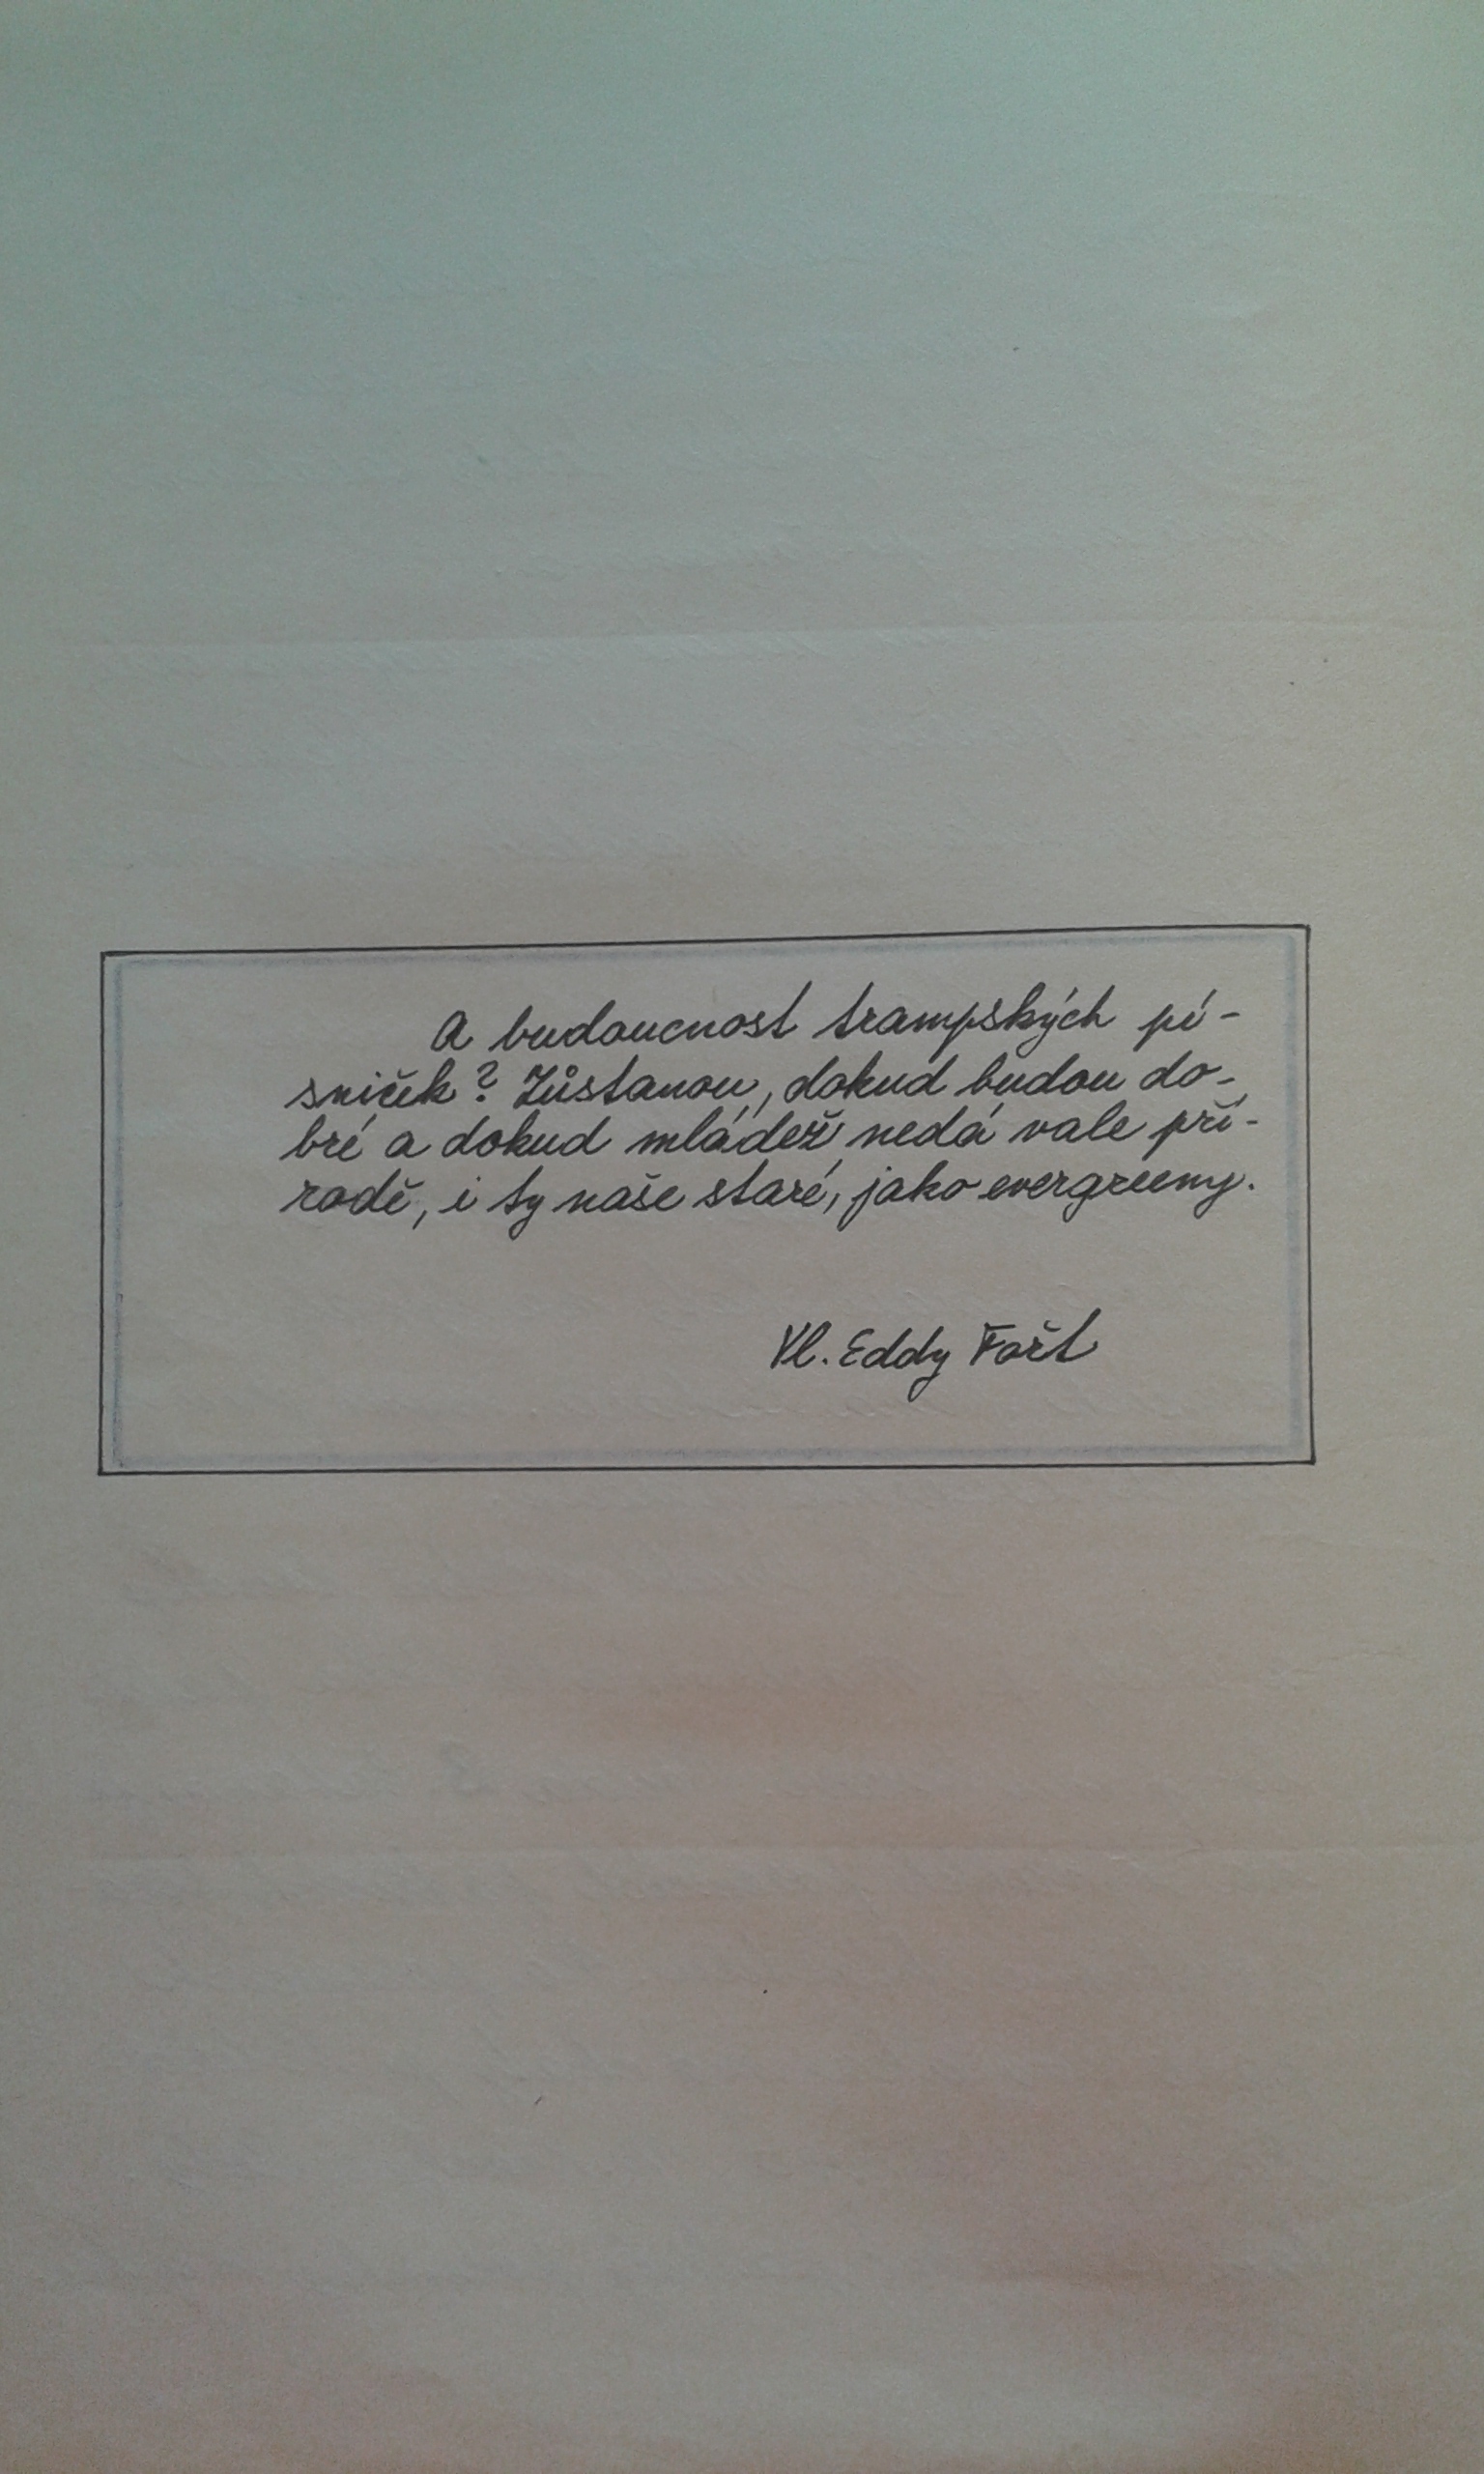 A budoucnost trampských pí-
sniček? Zůstanou, dokud budou do-
bré a dokud mládež nedá vale pří-
rodě, i ty naše staré, jako evergreeny.
Vl. Eddy Fořt